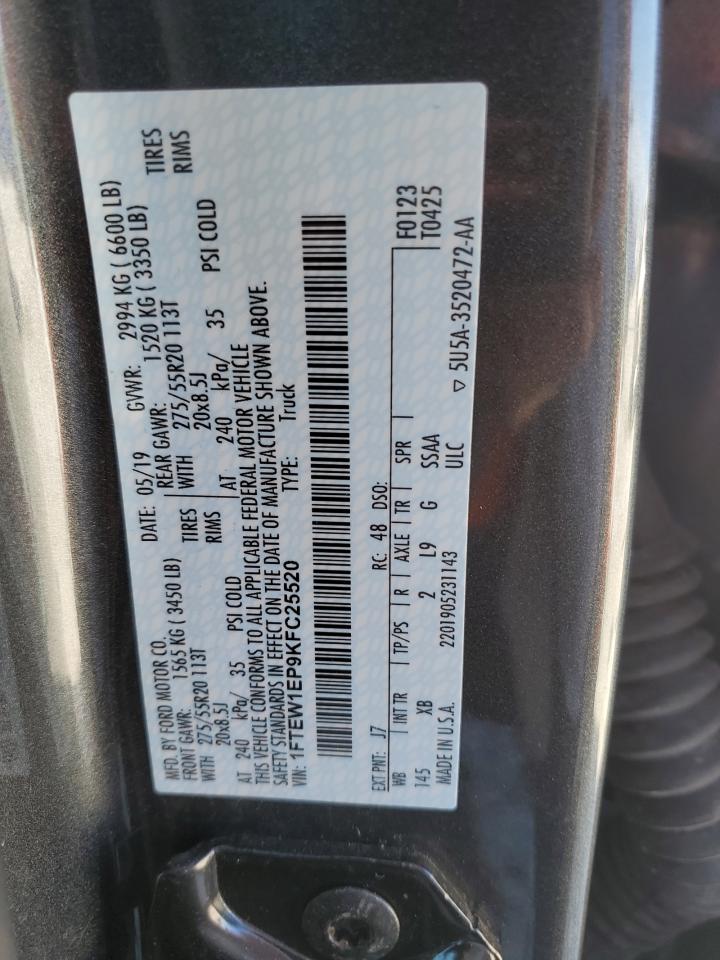 MFD. BY FORD MOTOR CO.
DATE: 05/19 GVWR: 2994 KG ( 6600 LB)
FRONT GAWR: 1565 KG ( 3450 LB) REAR GAWR: 1520 KG ( 3350 LB)
WITH 275/55R20 113T TIRES WITH 275/55R20 113T TIRES
20x8.5J RIMS 20x8.5J RIMS
AT 240 kPa/ 35 PSI COLD AT 240 kPa/ 35 PSI COLD
THIS VEHICLE CONFORMS TO ALL APPLICABLE FEDERAL MOTOR VEHICLE
SAFETY STANDARDS IN EFFECT ON THE DATE OF MANUFACTURE SHOWN ABOVE.
VIN: 1FTEW1EP9KFC25520 TYPE: Truck
EXT PNT: J7 RC: 48 DSO: F0123
WB INT TR TP/PS R AXLE TR SPR T0425
145 XB 2 L9 G SSAA
MADE IN U.S.A. 2201905231143 ULC ▽ 5U5A-3520472-AA